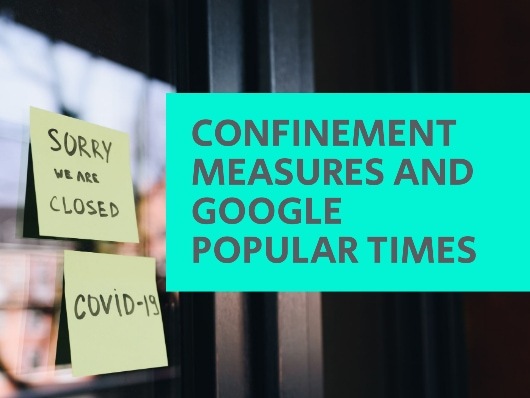 SORRY
WE ARE
CLOSED
COVID-19
CONFINEMENT
MEASURES AND
GOOGLE
POPULAR TIMES